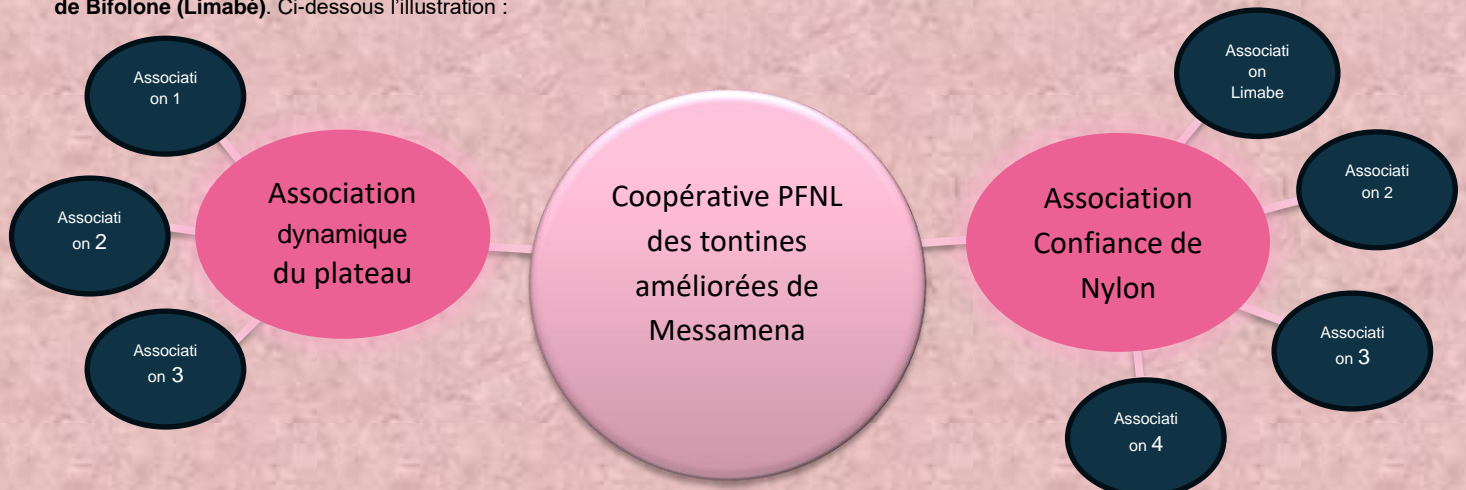 de Bifolone (Limabé). Ci-dessous l'illustration :
Associati
on 1
Associati
on 2
Associati
on 3
Association
dynamique
du plateau
Coopérative PFNL
des tontines
améliorées de
Messamena
Association
Confiance de
Nylon
Associati
on
Limabe
Associati
on 2
Associati
on 3
Associati
on 4